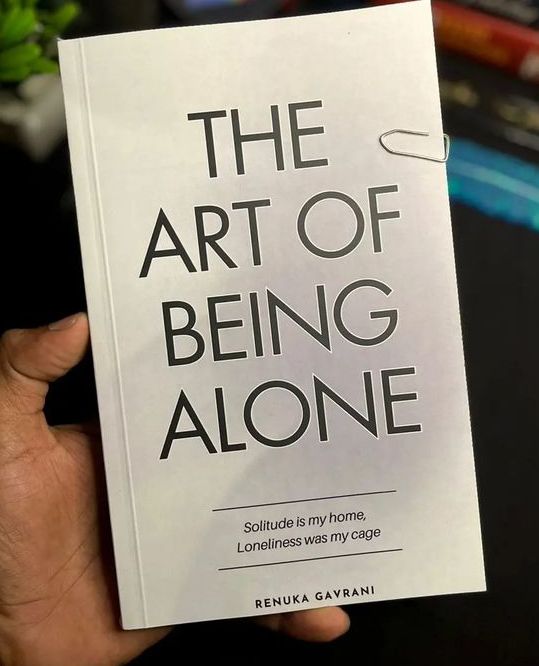 THE
ART OF
BEING
ALONE
Solitude is my home,
Loneliness was my cage
RENUKA GAVRANI